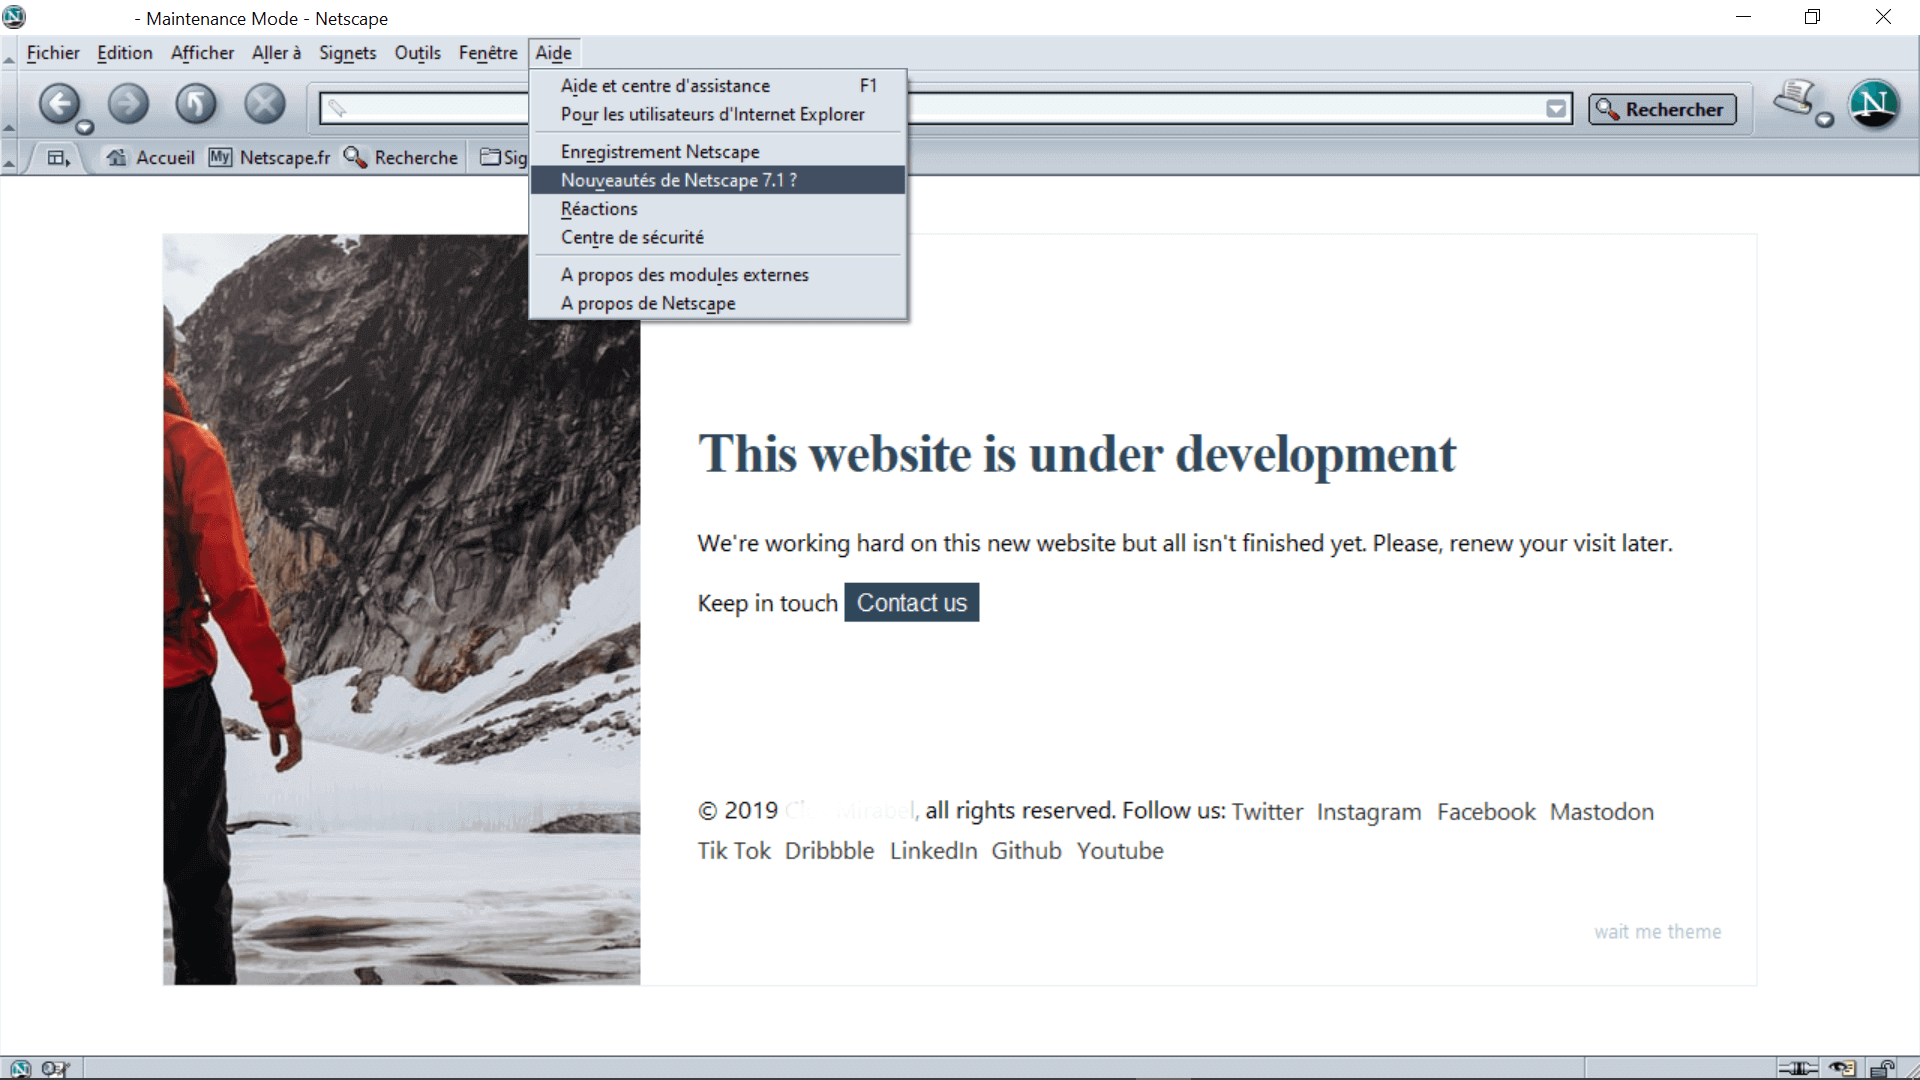 - Maintenance Mode - Netscape
Fichier Edition Afficher Aller à Signets Outils Fenêtre Aide
Aide et centre d'assistance F1
Pour les utilisateurs d'Internet Explorer
Enregistrement Netscape
Nouveautés de Netscape 7.1 ?
Réactions
Centre de sécurité
A propos des modules externes
A propos de Netscape
Rechercher
N
Accueil My Netscape.fr Recherche Sig
This website is under development
We're working hard on this new website but all isn't finished yet. Please, renew your visit later.
Keep in touch Contact us
© 2019 all rights reserved. Follow us: Twitter Instagram Facebook Mastodon
Tik Tok Dribbble LinkedIn Github Youtube
wait me theme